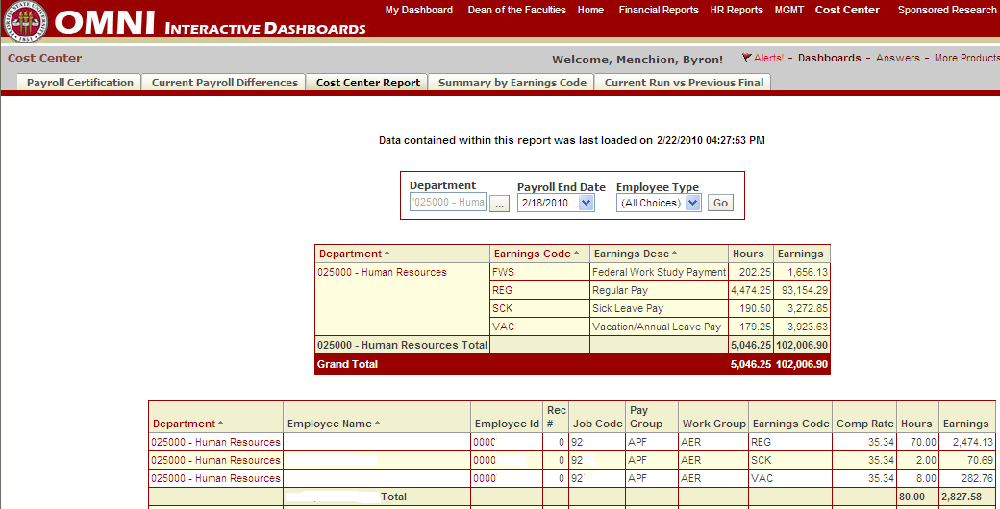 My Dashboard Dean of the Faculties Home Financial Reports HR Reports MGMT Cost Center Sponsored Research
OMNI INTERACTIVE DASHBOARDS
Cost Center Welcome, Menchion, Byron! Alerts! - Dashboards - Answers - More Products
Payroll Certification Current Payroll Differences Cost Center Report Summary by Earnings Code Current Run vs Previous Final
Data contained within this report was last loaded on 2/22/2010 04:27:53 PM
Department Payroll End Date Employee Type
'025000 - Huma ... 2/18/2010 (All Choices) Go
Department Earnings Code Earnings Desc Hours Earnings
025000 - Human Resources FWS Federal Work Study Payment 202.25 1,656.13
REG Regular Pay 4,474.25 93,154.29
SCK Sick Leave Pay 190.50 3,272.85
VAC Vacation/Annual Leave Pay 179.25 3,923.63
025000 - Human Resources Total 5,046.25 102,006.90
Grand Total 5,046.25 102,006.90
Department Employee Name Employee Id Rec # Job Code Pay Group Work Group Earnings Code Comp Rate Hours Earnings
025000 - Human Resources 0000 0 92 APF AER REG 35.34 70.00 2,474.13
025000 - Human Resources 0000 0 92 APF AER SCK 35.34 2.00 70.69
025000 - Human Resources 0000 0 92 APF AER VAC 35.34 8.00 282.76
Total 80.00 2,827.58